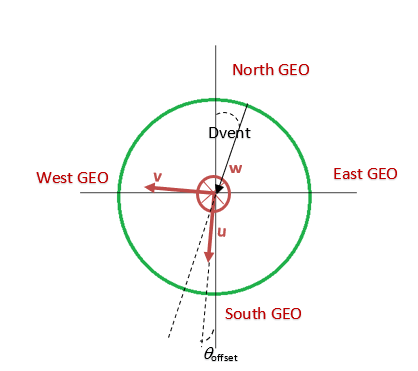 North GEO
Dvent
w
West GEO
v
East GEO
u
South GEO
θoffset